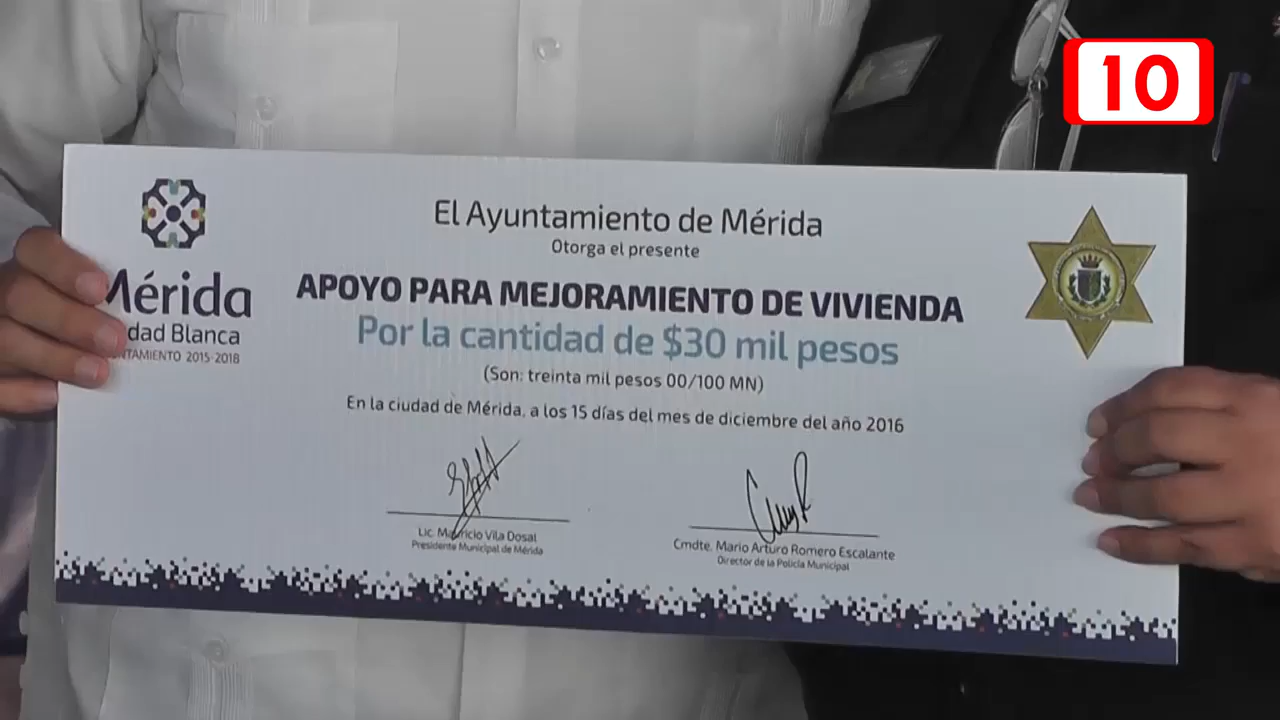 10
El Ayuntamiento de Mérida
Otorga el presente
APOYO PARA MEJORAMIENTO DE VIVIENDA
Por la cantidad de $30 mil pesos
(Son: treinta mil pesos 00/100 MN)
En la ciudad de Mérida, a los 15 días del mes de diciembre del año 2016
Mérida
dad Blanca
NTAMIENTO 2015-2018
Lic. Mauricio Vila Dosal
Presidente Municipal de Mérida
Cmdte. Mario Arturo Romero Escalante
Director de la Policía Municipal